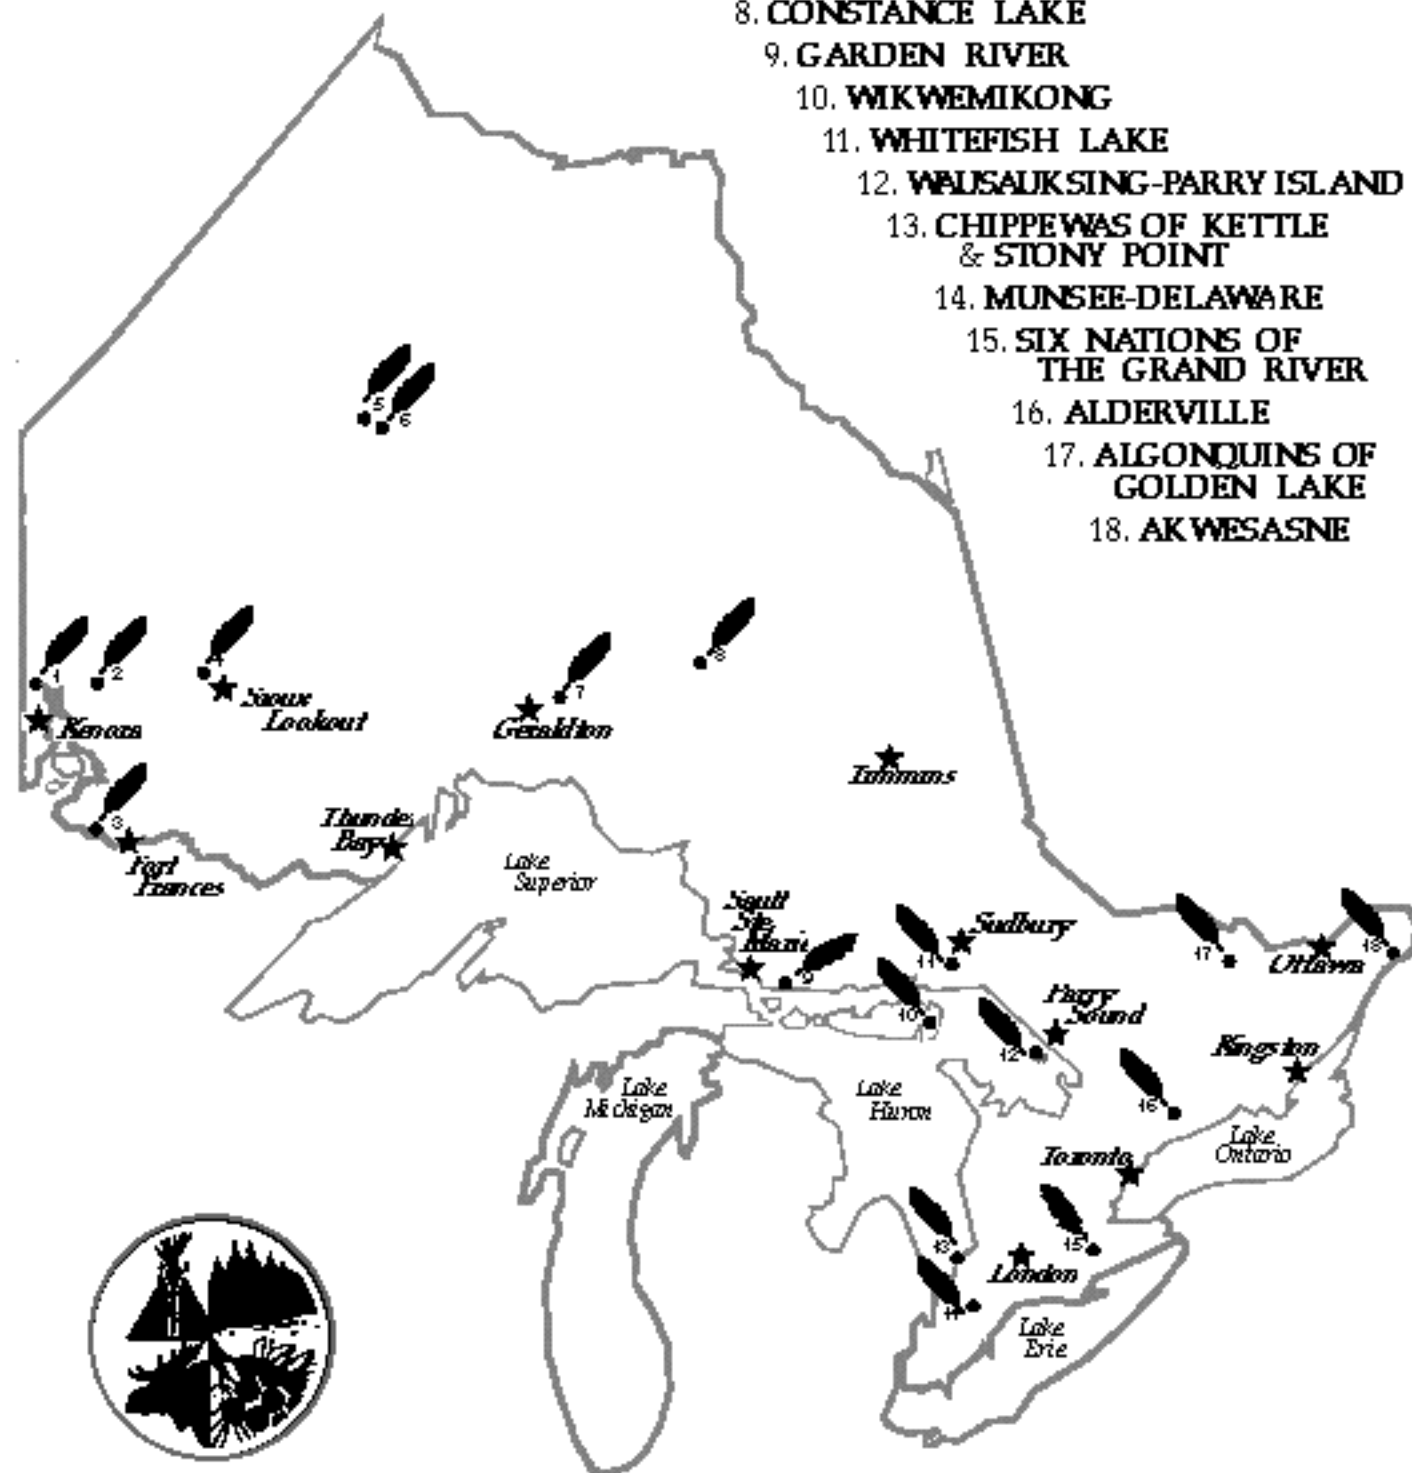 8. CONSTANCE LAKE
9. GARDEN RIVER
10. WIKWEMIKONG
11. WHITEFISH LAKE
12. WAUSAUKSING-PARRY ISLAND
13. CHIPPEWAS OF KETTLE
& STONY POINT
14. MUNSEE-DELAWARE
15. SIX NATIONS OF
THE GRAND RIVER
16. ALDERVILLE
17. ALGONQUINS OF
GOLDEN LAKE
18. AKWESASNE
5
6
1
2
4
7
8
Sioux
Lookout
Kenora
Geraldton
Timmans
3
Thunder
Bay
Fort
Frances
Lake
Superior
Sault
Ste
Marie
9
11
Sudbury
17
Ottawa
18
10
12
Parry
Sound
Kingston
Lake
Michigan
Lake
Huron
16
Lake
Ontario
Toronto
13
15
London
14
Lake
Erie